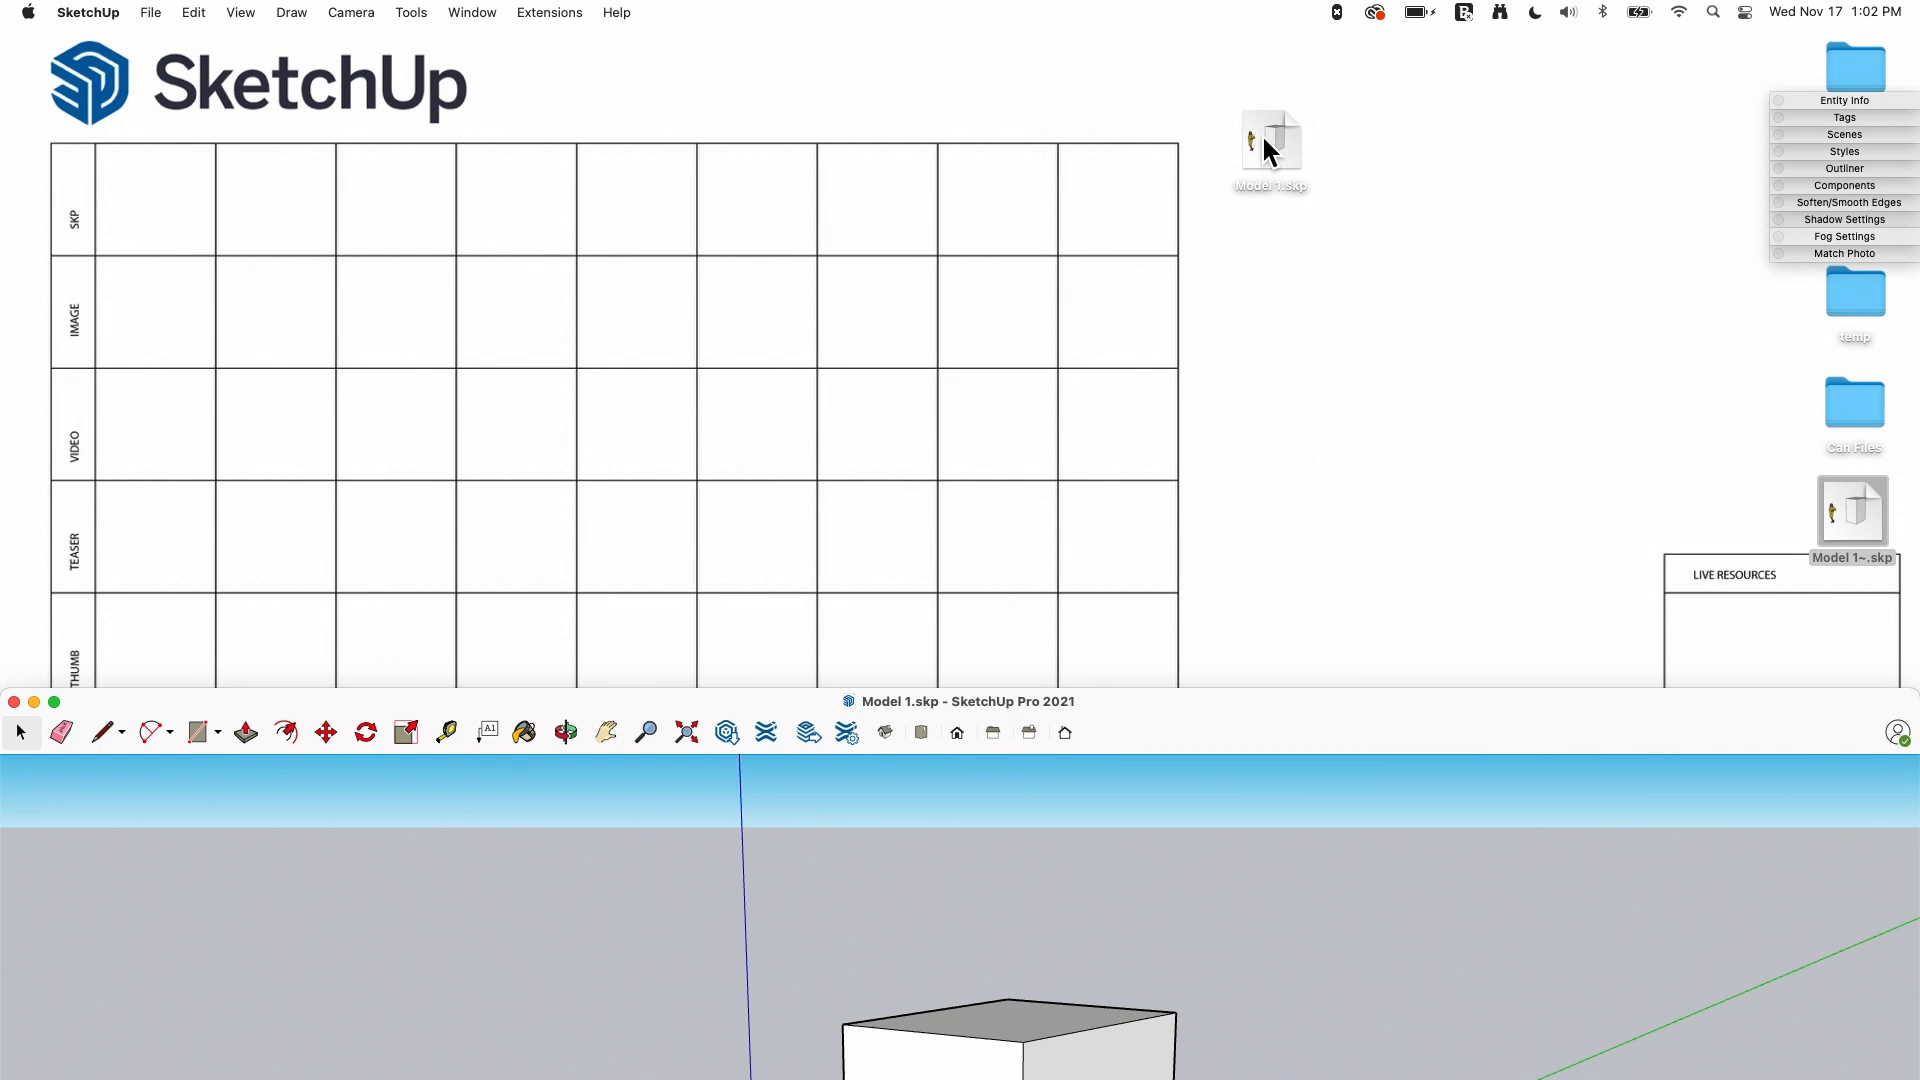 SketchUp File Edit View Draw Camera Tools Window Extensions Help Wed Nov 17 1:02 PM
SketchUp
Model 1.skp
Entity Info
Tags
Scenes
Styles
Outliner
Components
Soften/Smooth Edges
Shadow Settings
Fog Settings
Match Photo
temp
Can Files
Model 1~.skp
LIVE RESOURCES
SKP
IMAGE
VIDEO
TEASER
THUMB
Model 1.skp - SketchUp Pro 2021
A1